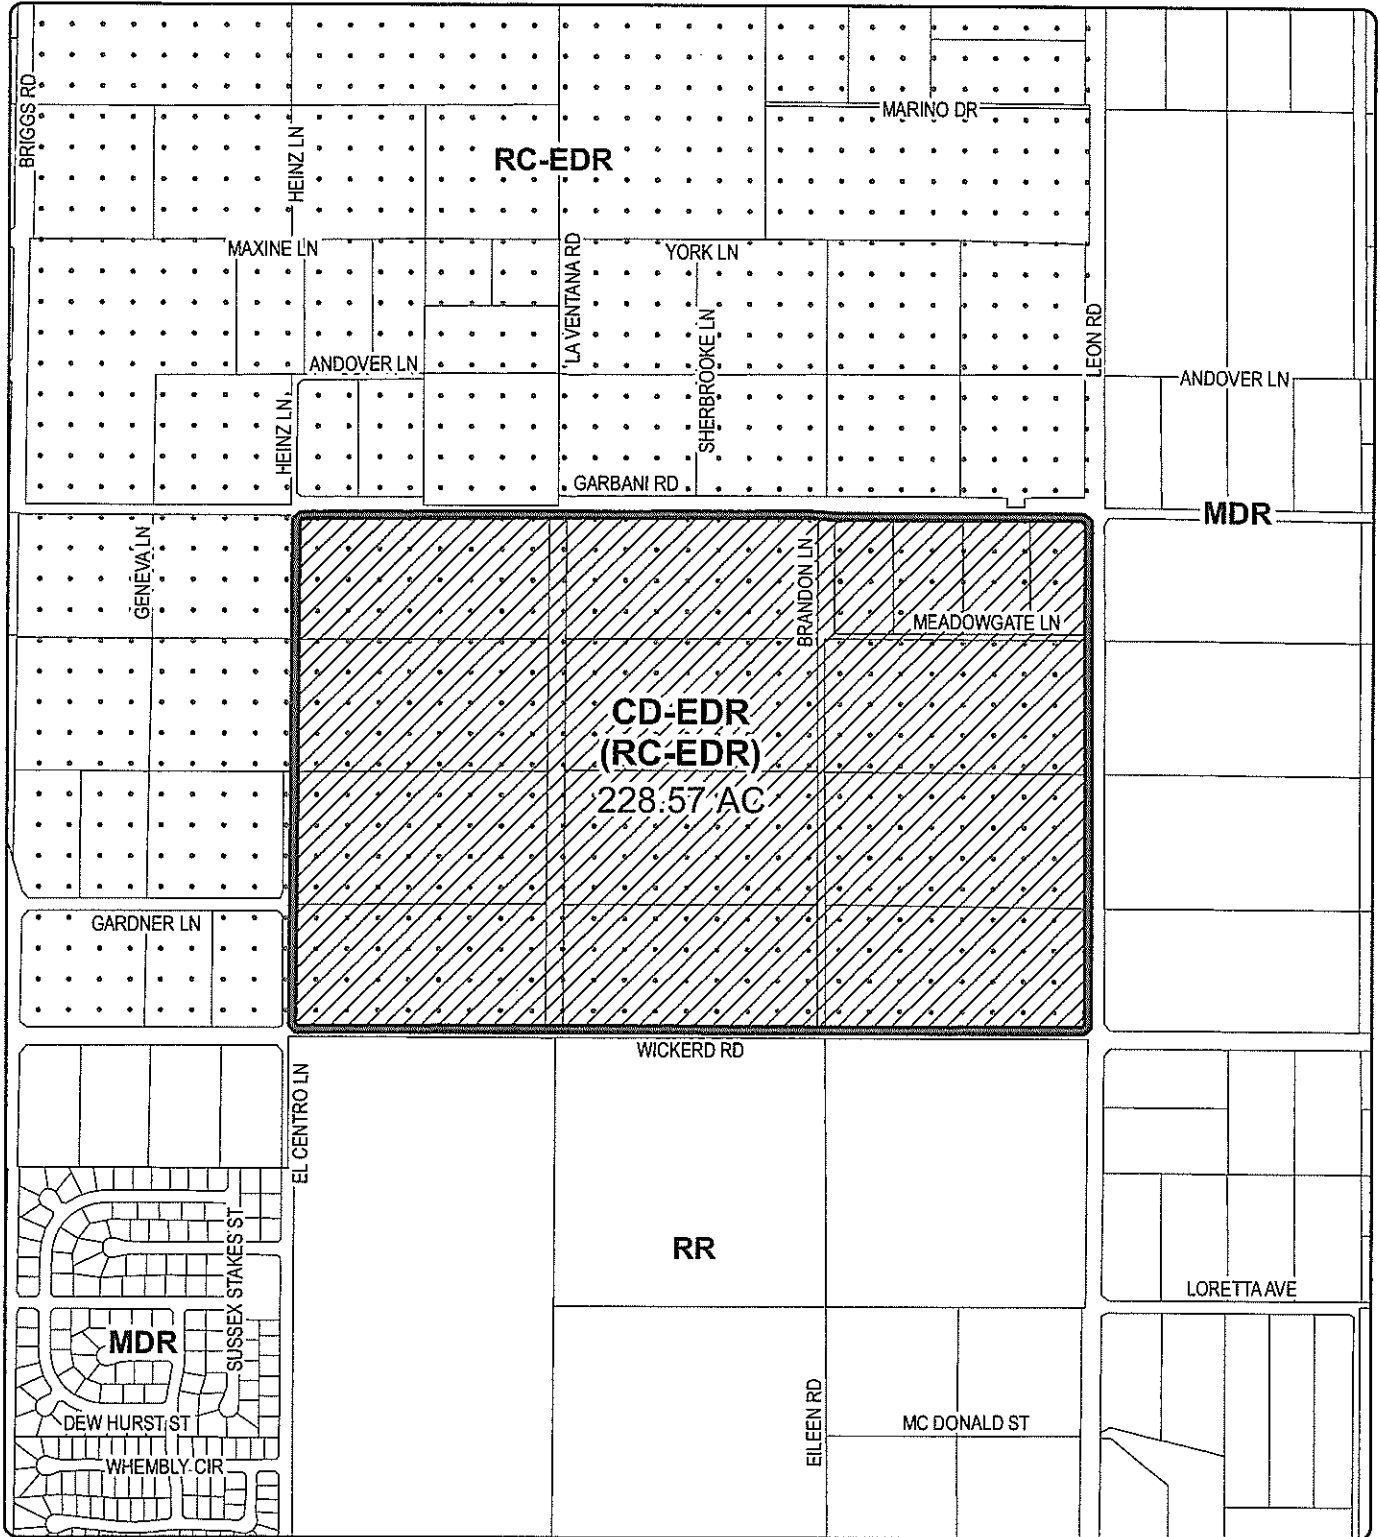 MARINO DR
BRIGGS RD
HEINZ LN
RC-EDR
MAXINE LN
YORK LN
LA VENTANA RD
SHERBROOKE LN
LEON RD
ANDOVER LN
ANDOVER LN
HEINZ LN
GARBANI RD
MDR
GENEVA LN
BRANDON LN
MEADOWGATE LN
CD-EDR
(RC-EDR)
228.57 AC
GARDNER LN
WICKERD RD
EL CENTRO LN
SUSSEX STAKES ST
RR
LORETTA AVE
MDR
EILEEN RD
DEW HURST ST
MC DONALD ST
WHEMBLY CIR